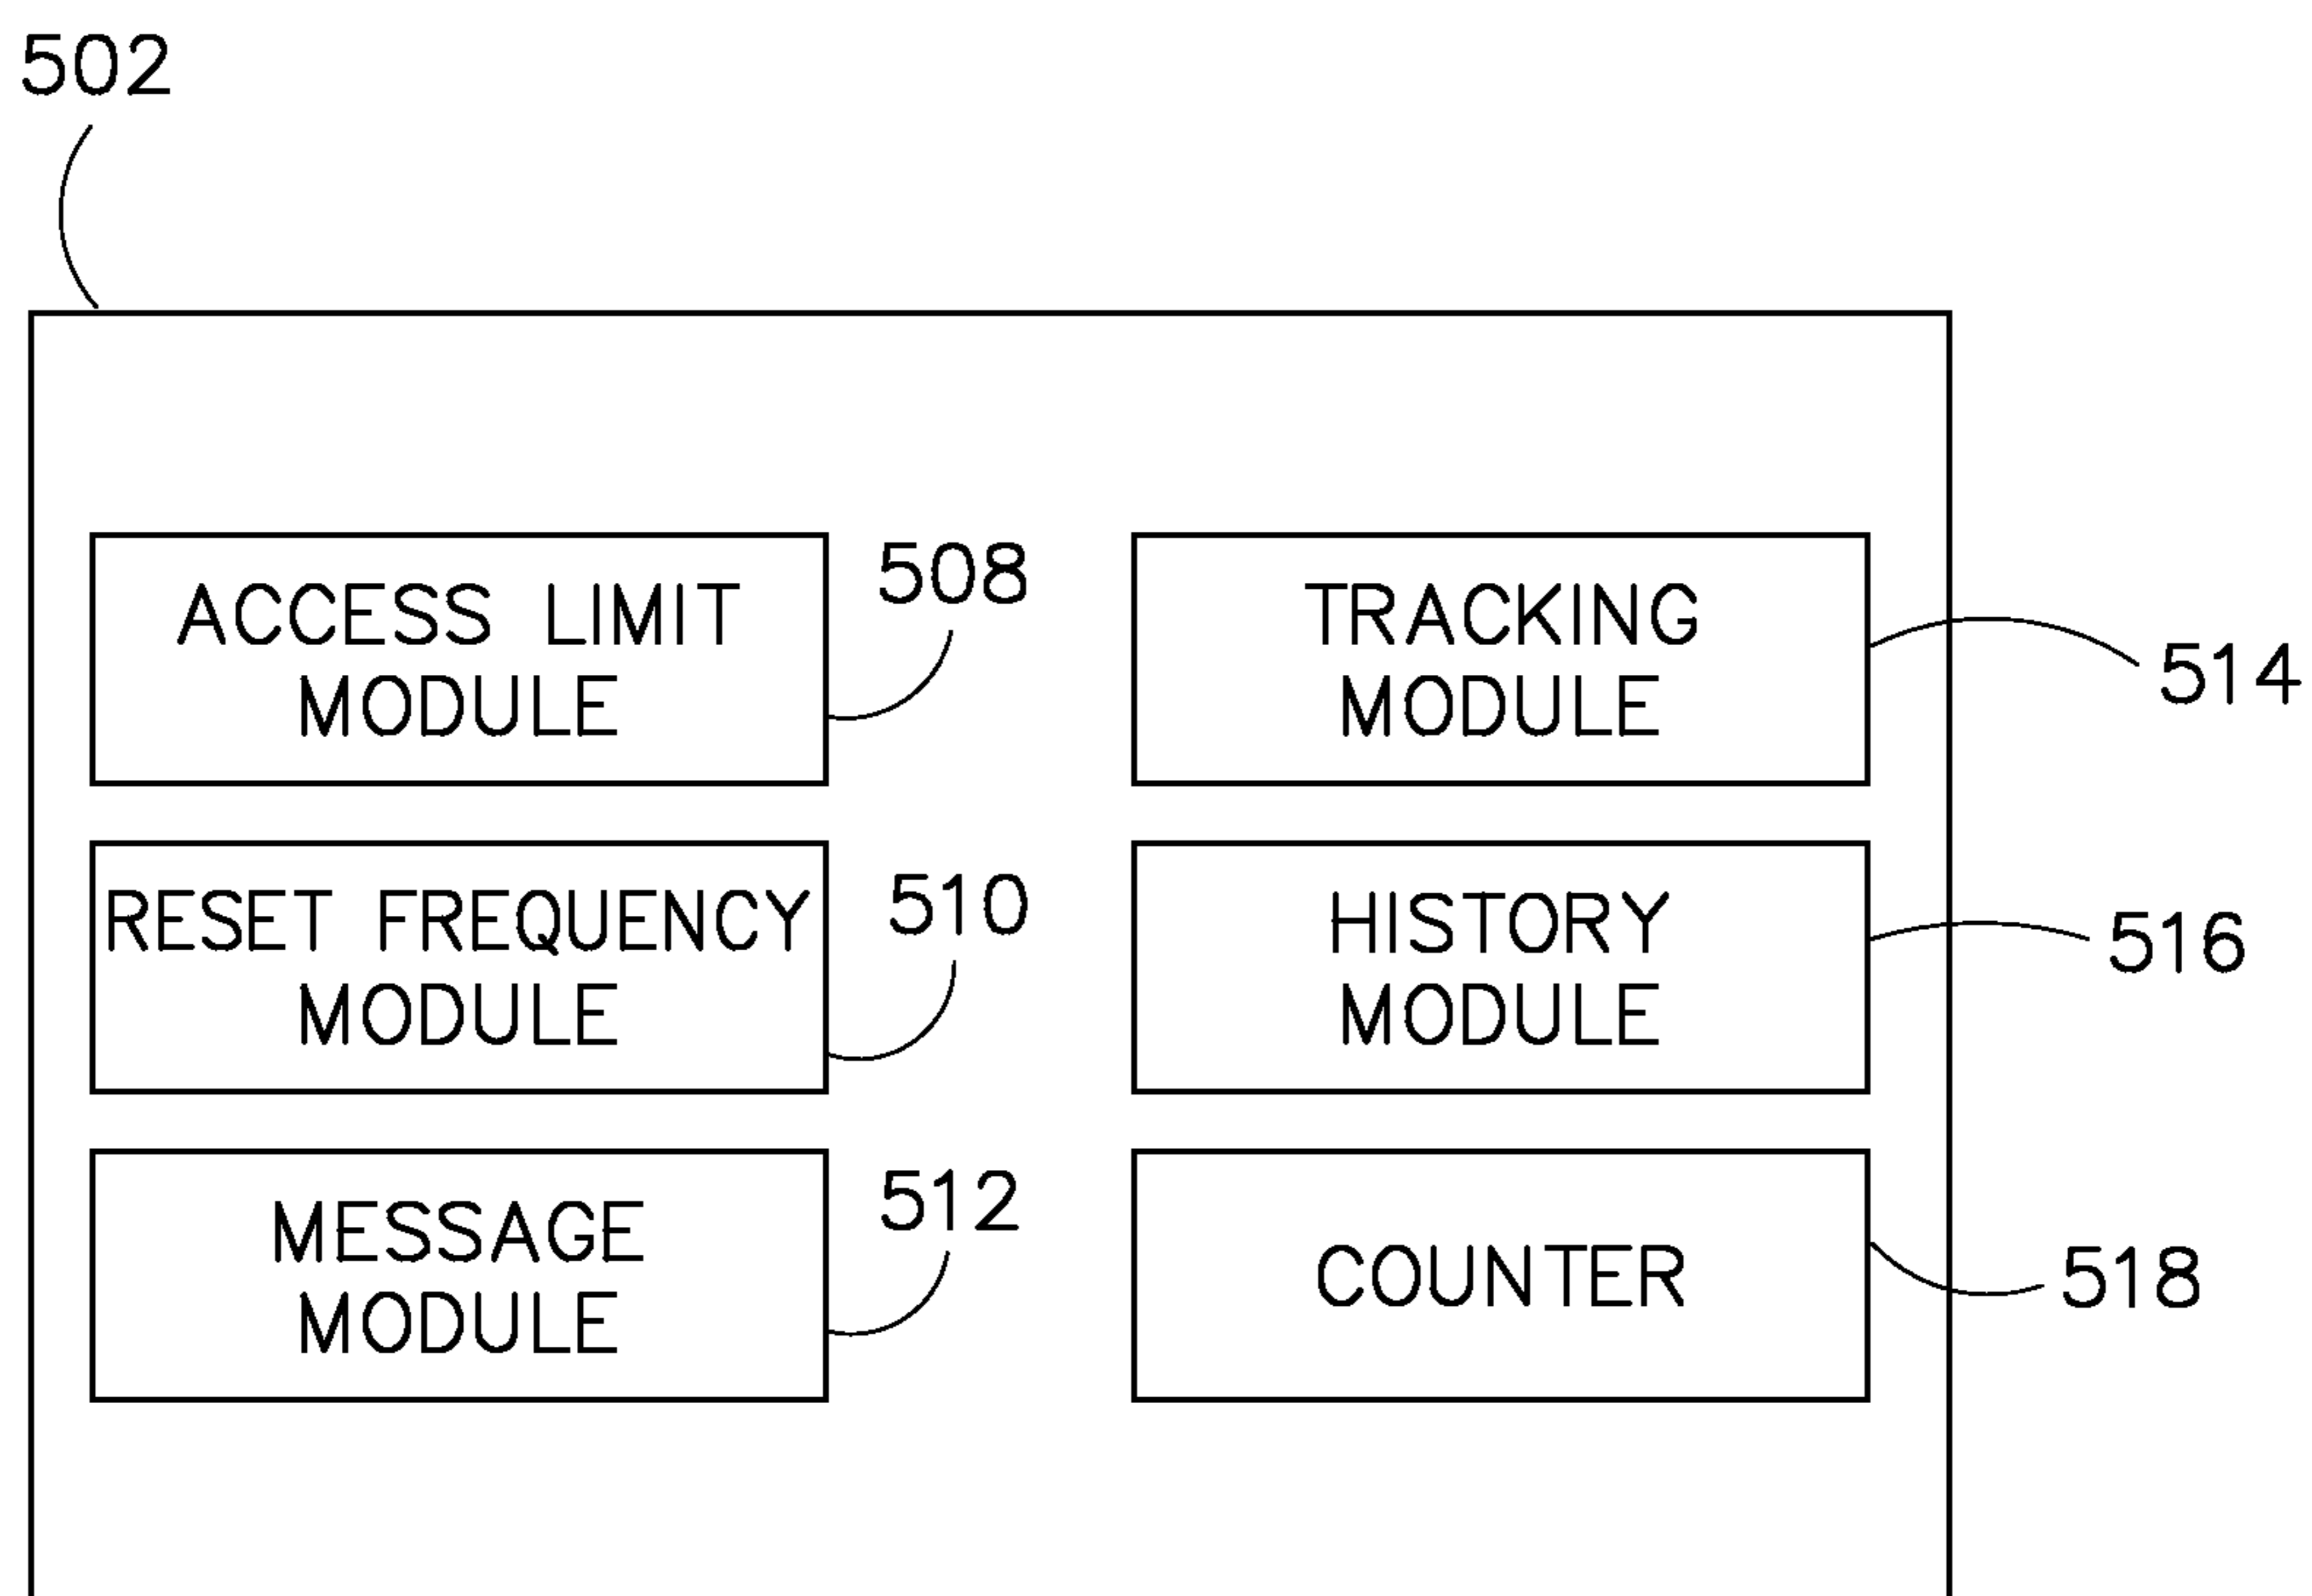 502
ACCESS LIMIT
MODULE
508
TRACKING
MODULE
514
RESET FREQUENCY
MODULE
510
HISTORY
MODULE
516
MESSAGE
MODULE
512
COUNTER
518